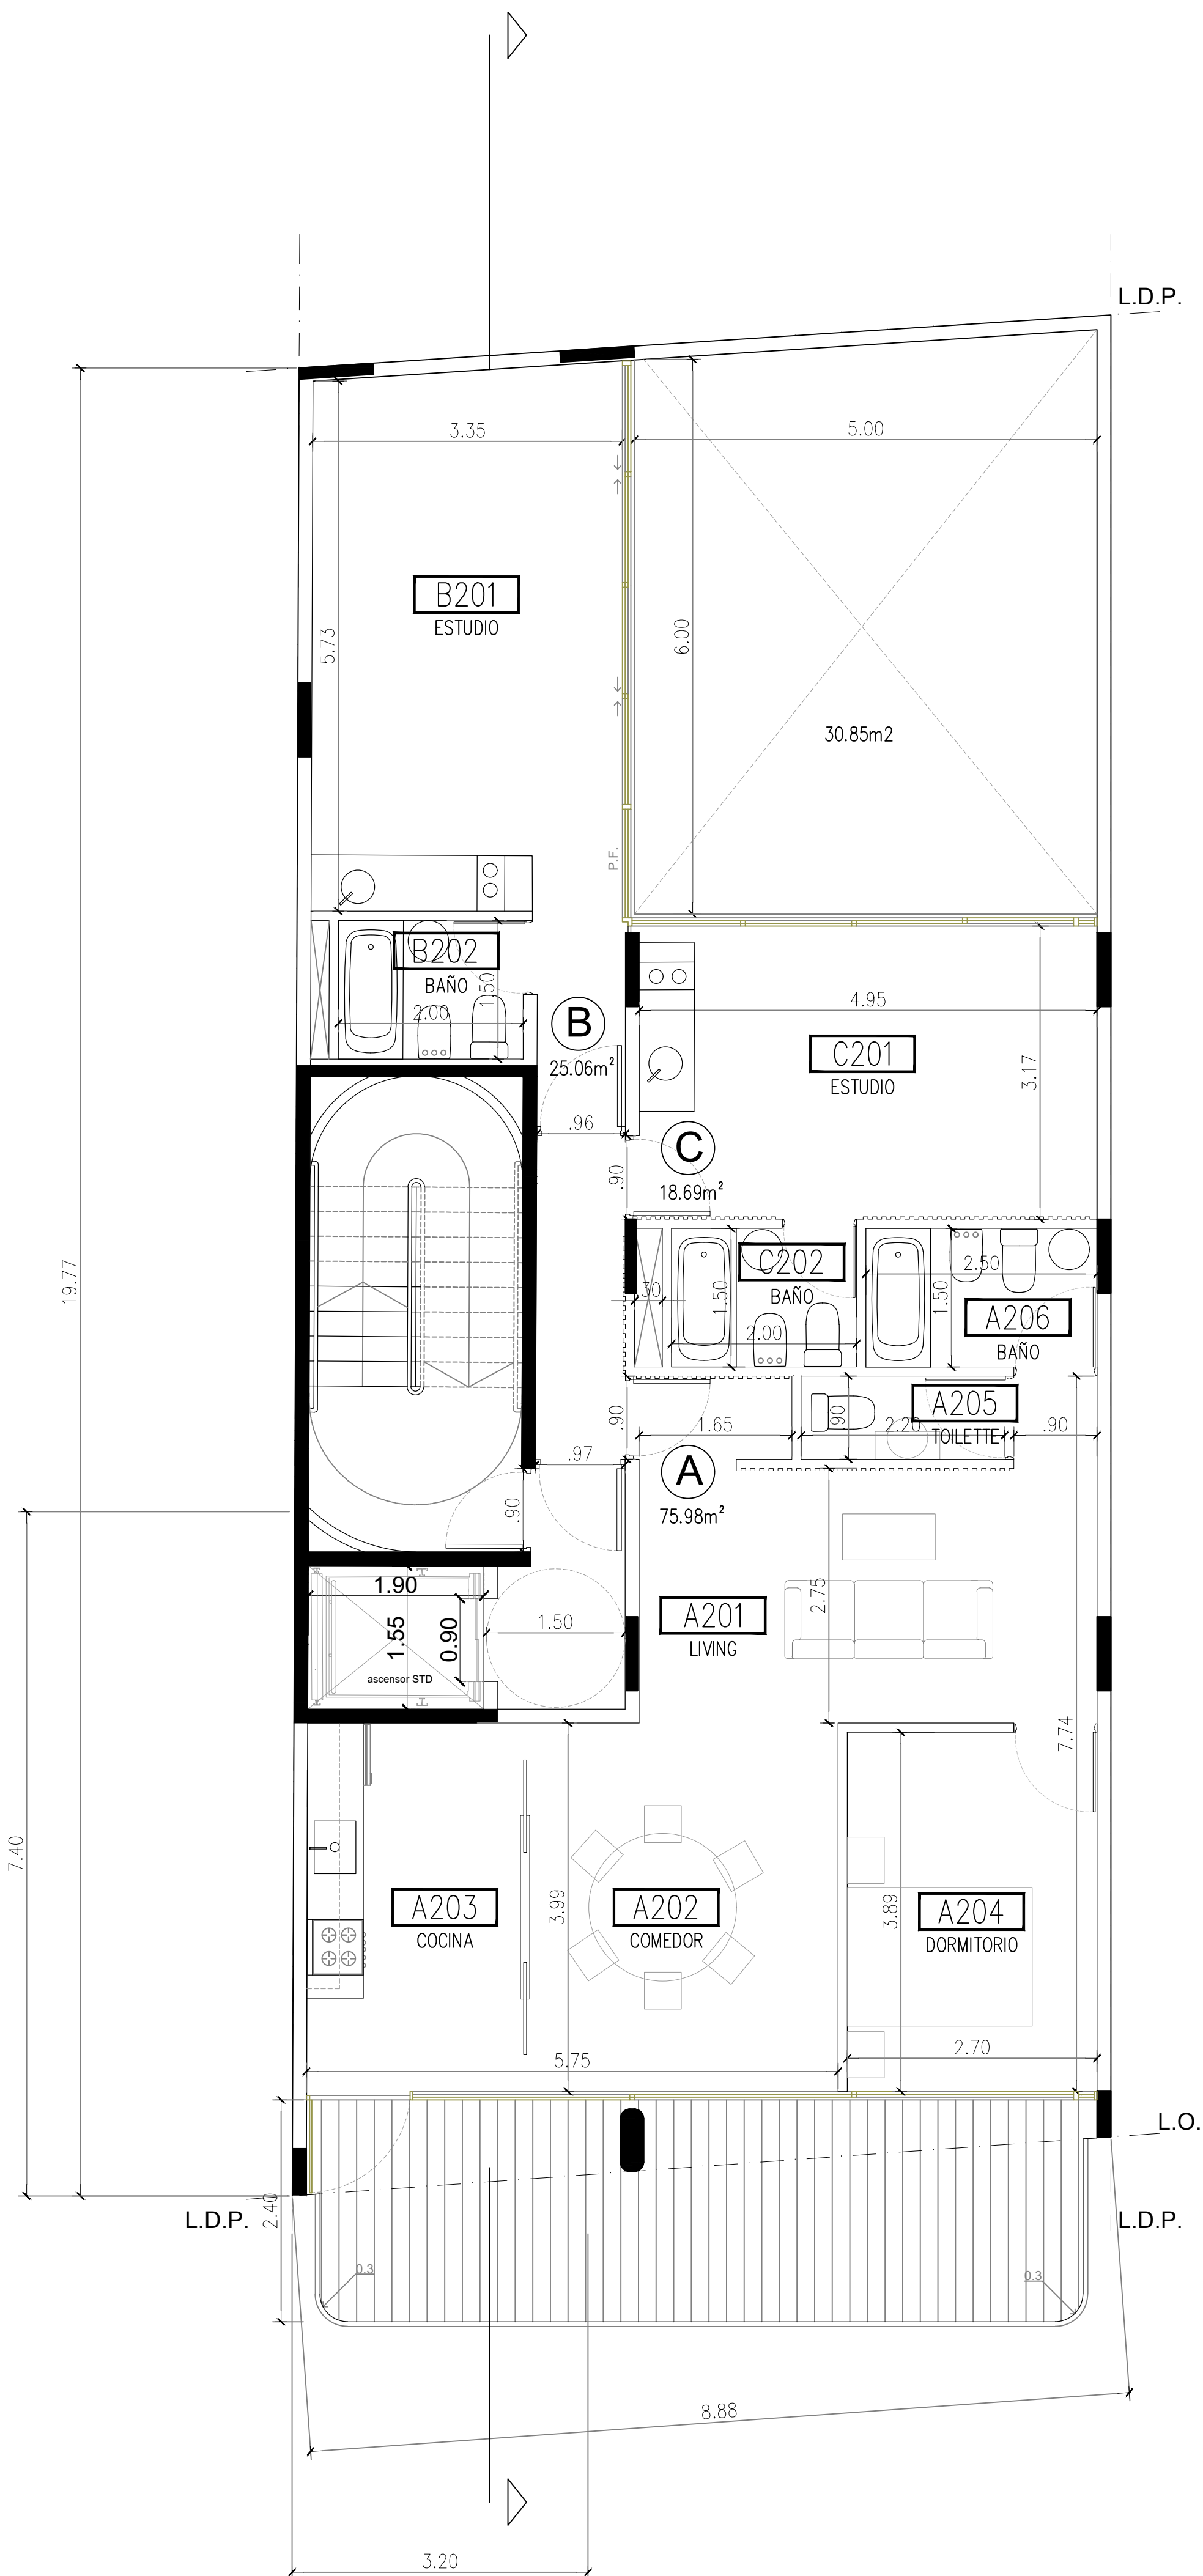 L.D.P.
3.35
5.00
B201
ESTUDIO
5.73
6.00
30.85m2
P.F.
B202
BAÑO
1.50
2.00
B
25.06m²
.96
4.95
C201
ESTUDIO
3.17
C
18.69m²
.90
19.77
C202
BAÑO
.30
1.50
2.00
2.50
1.50
A206
BAÑO
A205
TOILETTE
.90
1.65
.90
2.20
.90
.97
A
75.98m²
.90
1.90
1.55
0.90
ascensor STD
1.50
2.75
A201
LIVING
7.74
7.40
A203
COCINA
3.99
A202
COMEDOR
3.89
A204
DORMITORIO
5.75
2.70
L.O.
L.D.P.
2.40
L.D.P.
0.3
0.3
8.88
3.20